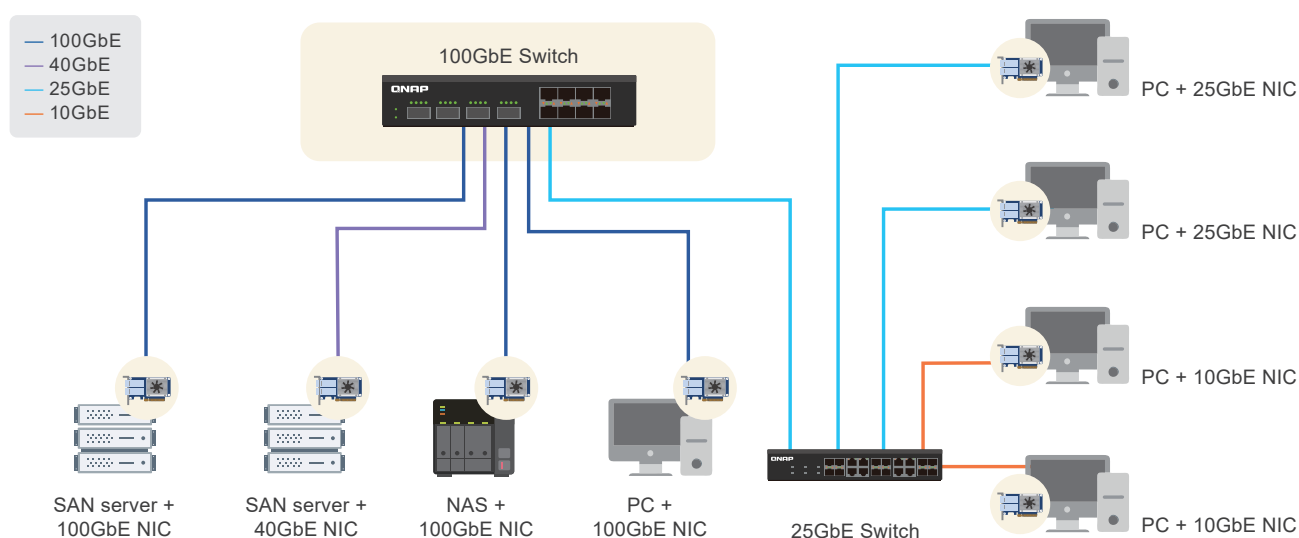 100GbE
40GbE
25GbE
10GbE
100GbE Switch
QNAP
PC + 25GbE NIC
PC + 25GbE NIC
PC + 10GbE NIC
PC + 10GbE NIC
SAN server +
100GbE NIC
SAN server +
40GbE NIC
NAS +
100GbE NIC
PC +
100GbE NIC
QNAP
25GbE Switch